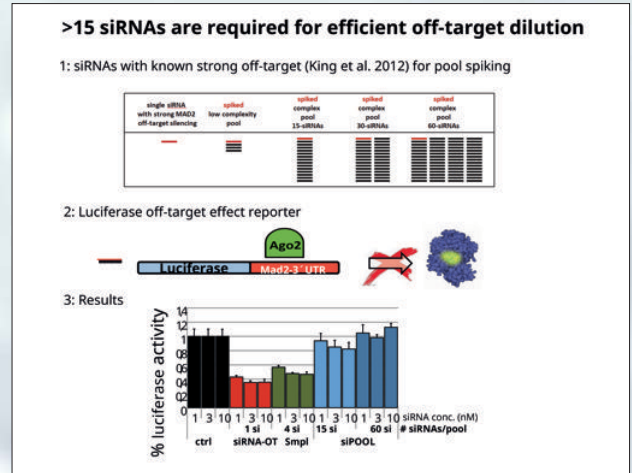 >15 siRNAs are required for efficient off-target dilution
1: siRNAs with known strong off-target (King et al. 2012) for pool spiking
single siRNA
with strong MAD2
off-target silencing
spiked
low complexity
pool
spiked
complex
pool
15-siRNAs
spiked
complex
pool
30-siRNAs
spiked
complex
pool
60-siRNAs
2: Luciferase off-target effect reporter
Ago2
Luciferase
Mad2-3´UTR
3: Results
% luciferase activity
1,4
1,2
1
0,8
0,6
0,4
0,2
0
1 3 10 1 3 10 1 3 10 1 3 10 1 3 10 siRNA conc. (nM)
1 si 4 si 15 si 60 si # siRNAs/pool
ctrl siRNA-OT Smpl siPOOL